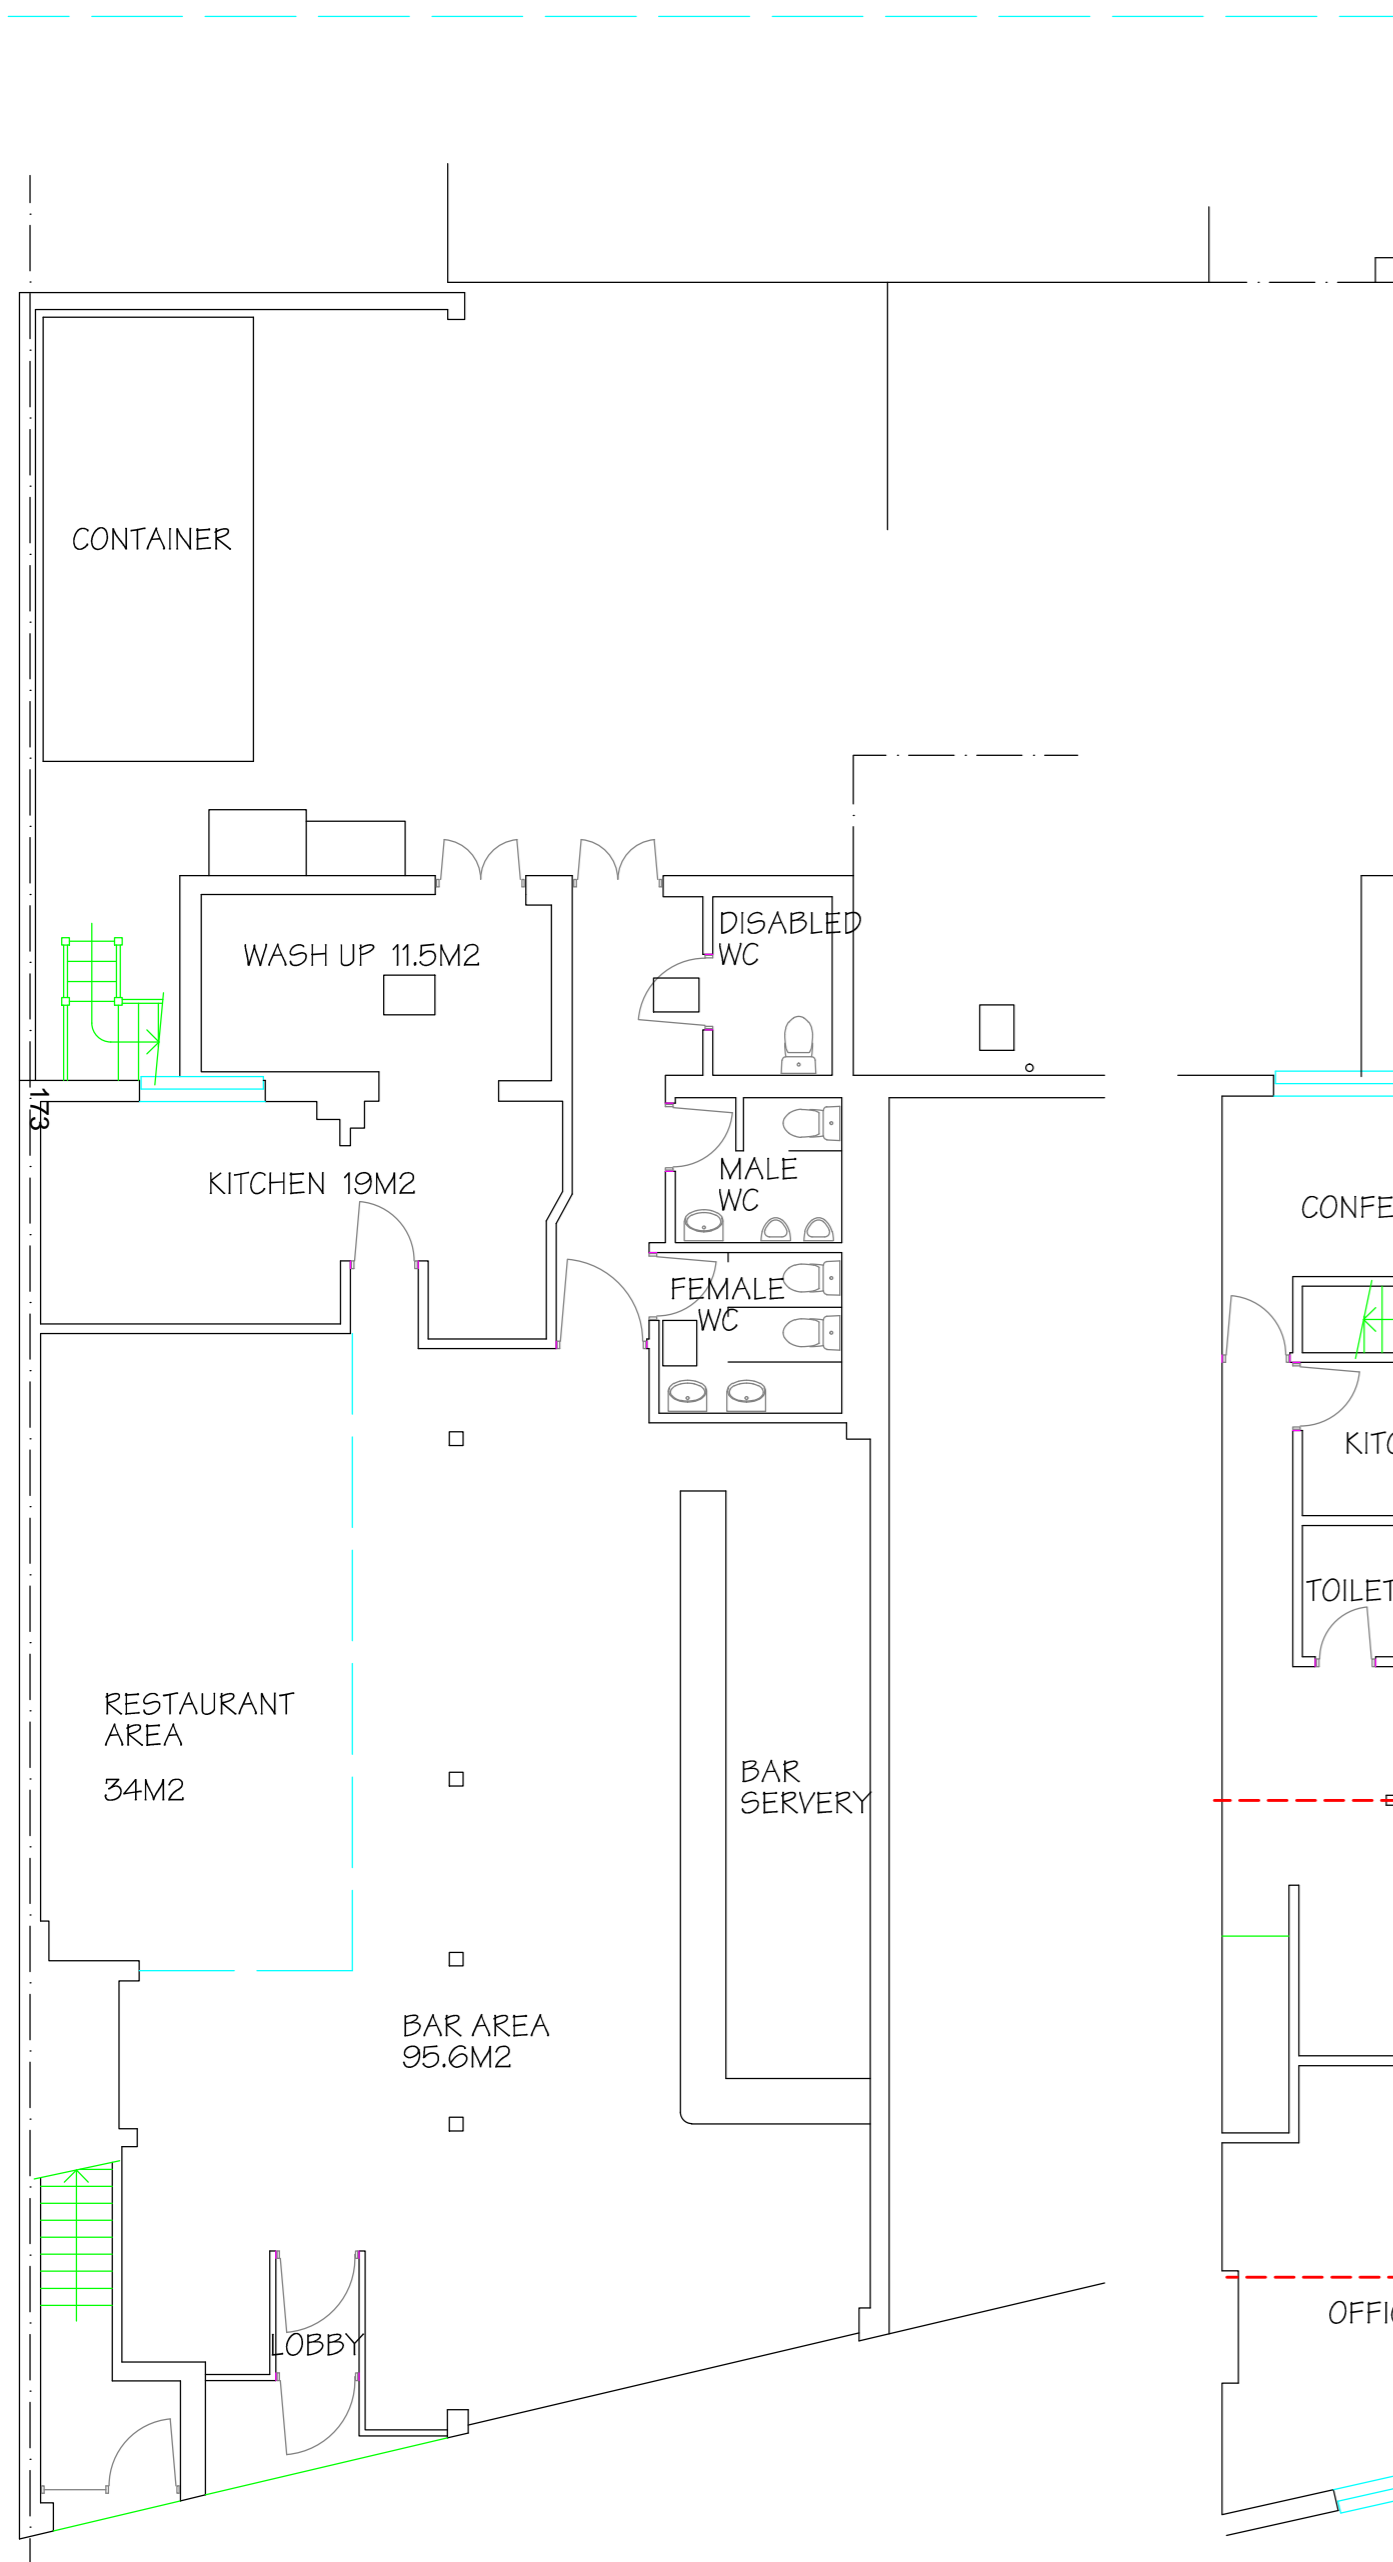 CONTAINER
DISABLED
WC
WASH UP 11.5M2
173
MALE
WC
KITCHEN 19M2
CONFE
FEMALE
WC
KITC
TOILET
RESTAURANT
AREA
34M2
BAR
SERVERY
BAR AREA
95.6M2
LOBBY
OFFIC